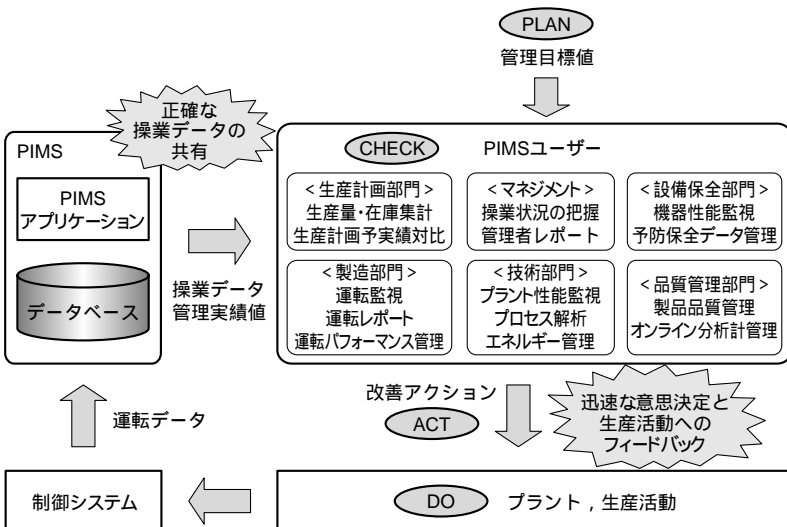 PLAN
管理目標値
正確な
操業データの
共有
PIMS
PIMS
アプリケーション
データベース
操業データ
管理実績値
CHECK PIMSユーザー
<生産計画部門>
生産量・在庫集計
生産計画予実績対比
<マネジメント>
操業状況の把握
管理者レポート
<設備保全部門>
機器性能監視
予防保全データ管理
<製造部門>
運転監視
運転レポート
運転パフォーマンス管理
<技術部門>
プラント性能監視
プロセス解析
エネルギー管理
<品質管理部門>
製品品質管理
オンライン分析計管理
改善アクション
ACT
迅速な意思決定と
生産活動への
フィードバック
運転データ
制御システム
DO プラント,生産活動